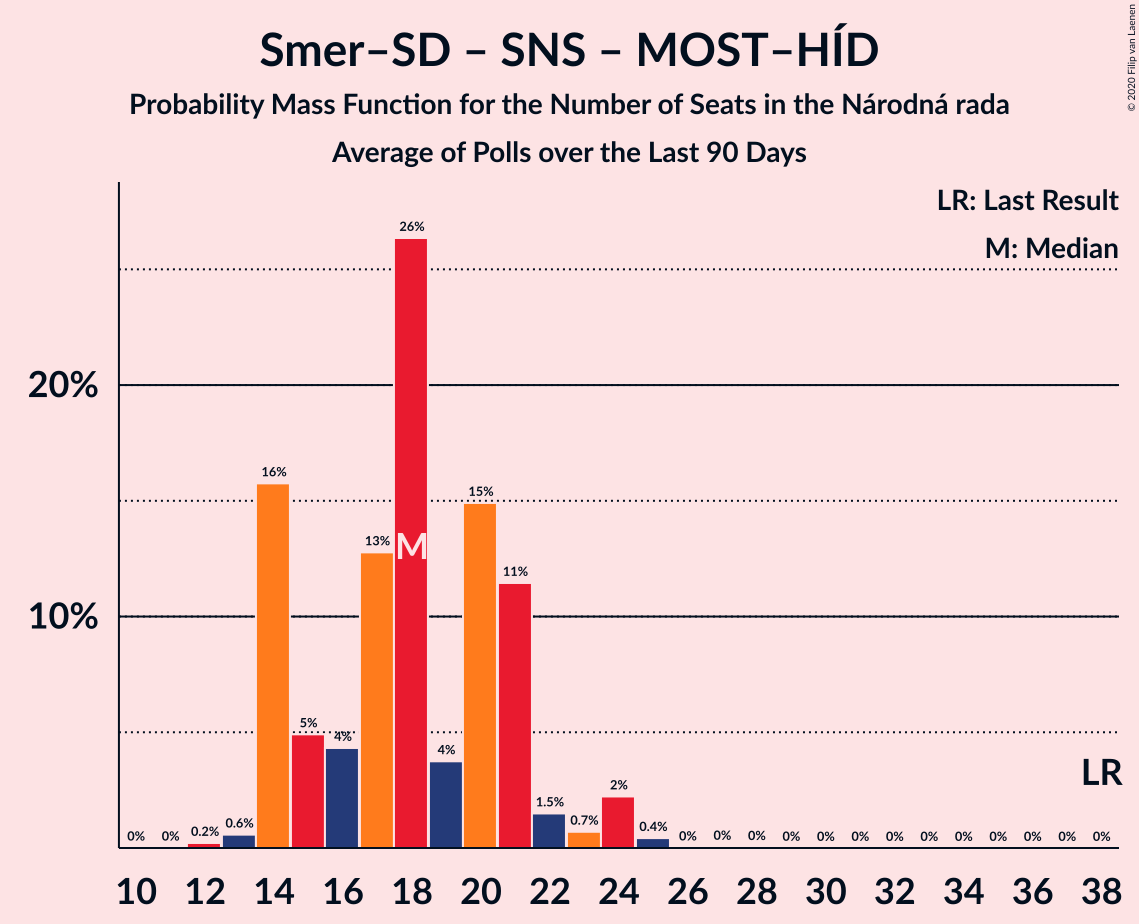 Smer–SD – SNS – MOST–HÍD
Probability Mass Function for the Number of Seats in the Národná rada
Average of Polls over the Last 90 Days
© 2020 Filip van Laenen
LR: Last Result
M: Median
26%
20%
16%
15%
13%
M
11%
10%
5%
4%
4%
LR
2%
1.5%
0% 0% 0.2% 0.6% 0.7% 0.4% 0% 0% 0% 0% 0% 0% 0% 0% 0% 0% 0% 0% 0%
10 12 14 16 18 20 22 24 26 28 30 32 34 36 38